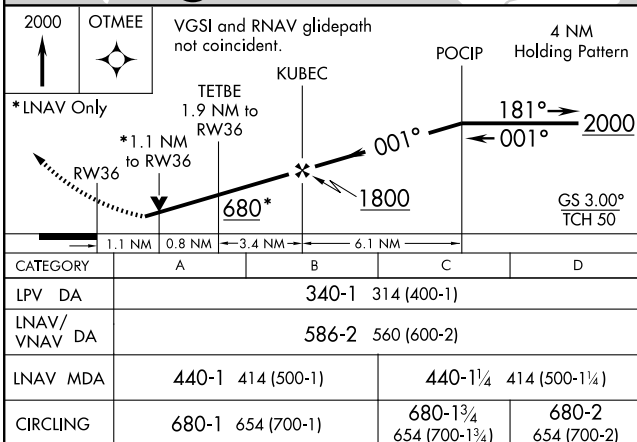 2000
OTMEE
VGSI and RNAV glidepath
not coincident.
4 NM
Holding Pattern
POCIP
KUBEC
TETBE
1.9 NM to
RW36
*LNAV Only
*1.1 NM
to RW36
RW36
181°
001°
2000
001°
680*
1800
GS 3.00°
TCH 50
1.1 NM
0.8 NM
3.4 NM
6.1 NM
CATEGORY A B C D
LPV DA 340-1 314 (400-1)
LNAV/
VNAV DA 586-2 560 (600-2)
LNAV MDA 440-1 414 (500-1) 440-1¼ 414 (500-1¼)
CIRCLING 680-1 654 (700-1) 680-1¾
654 (700-1¾) 680-2
654 (700-2)